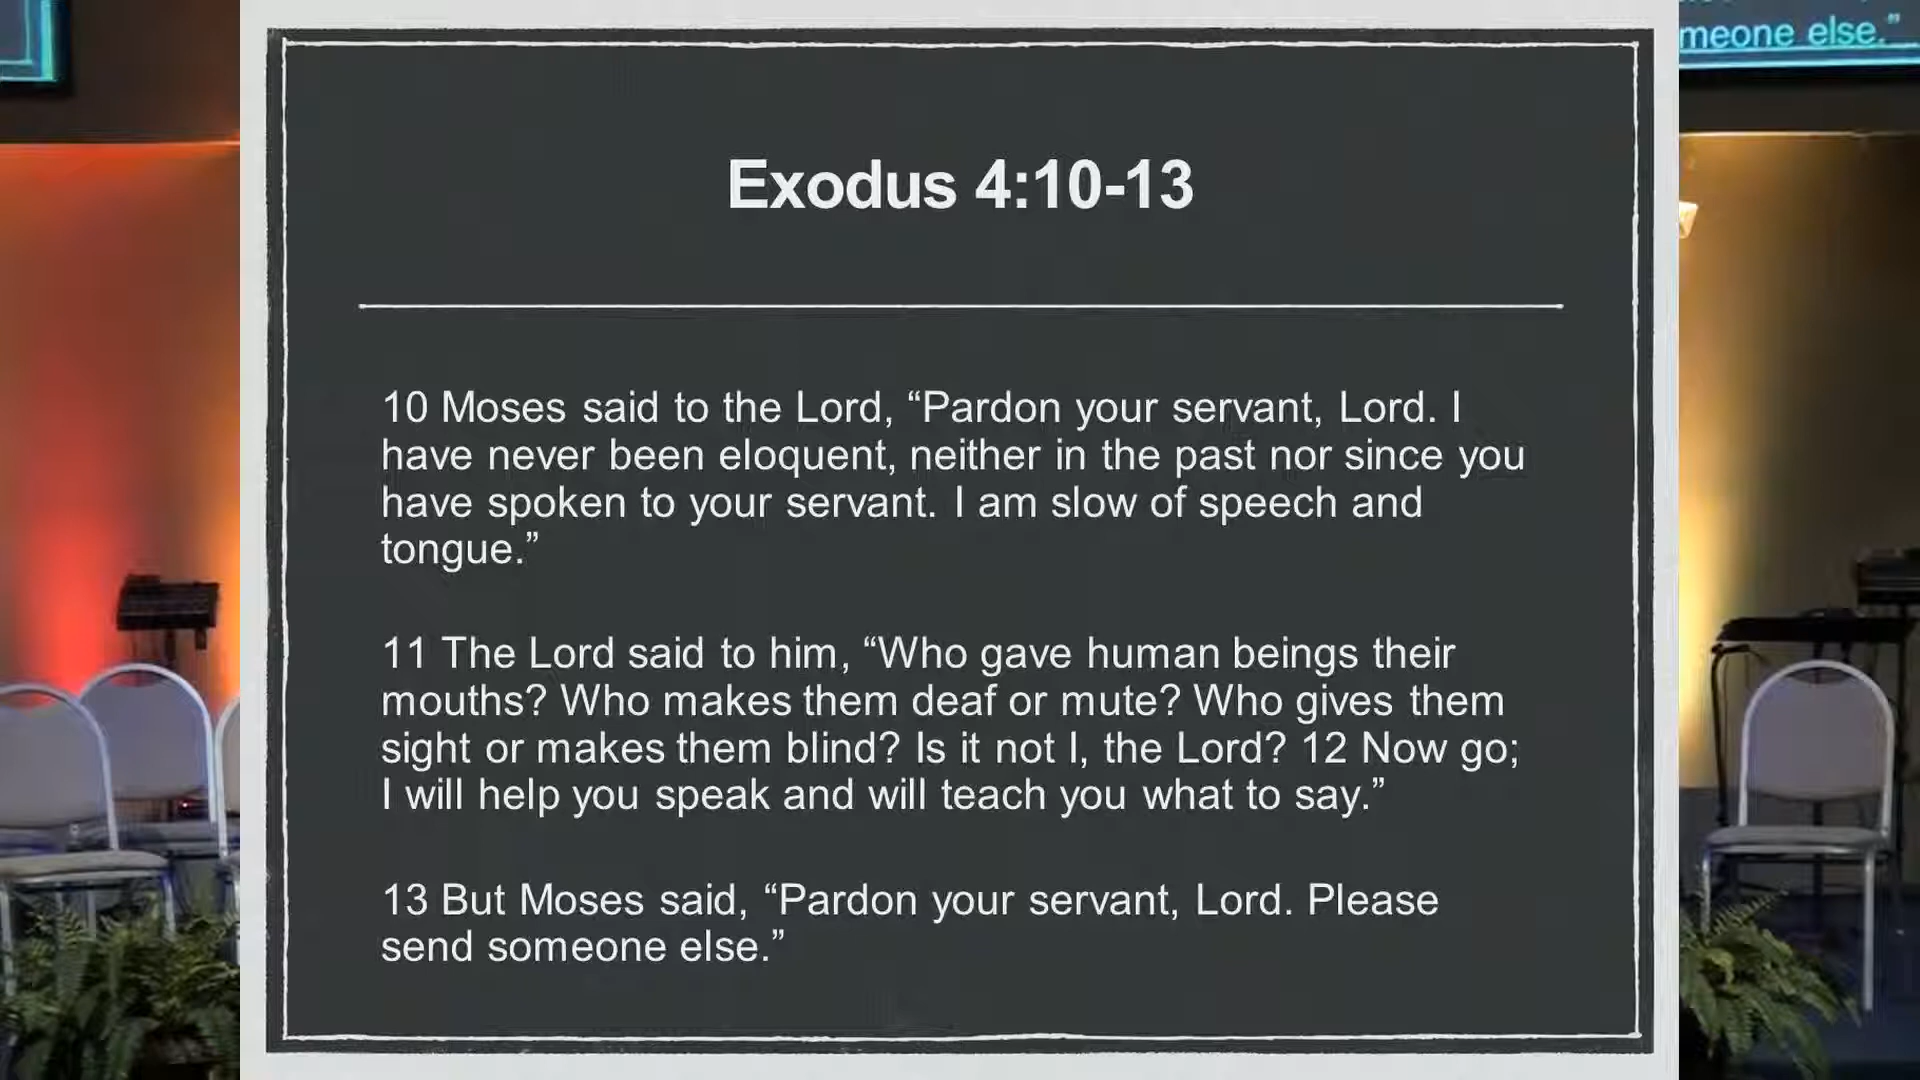 meone else.”
Exodus 4:10-13
10 Moses said to the Lord, “Pardon your servant, Lord. I
have never been eloquent, neither in the past nor since you
have spoken to your servant. I am slow of speech and
tongue.”
11 The Lord said to him, “Who gave human beings their
mouths? Who makes them deaf or mute? Who gives them
sight or makes them blind? Is it not I, the Lord? 12 Now go;
I will help you speak and will teach you what to say.”
13 But Moses said, “Pardon your servant, Lord. Please
send someone else.”